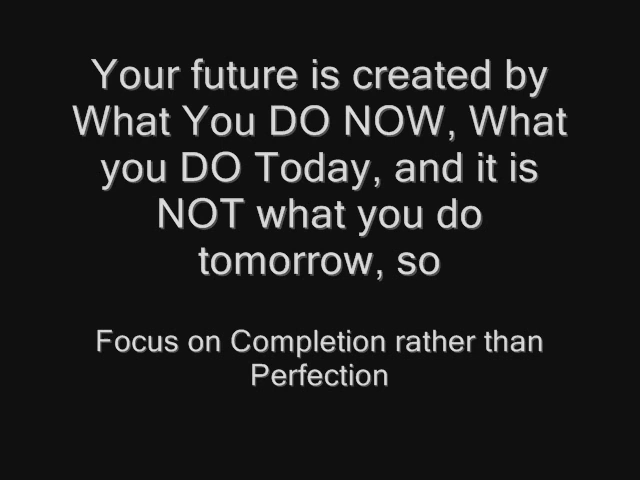 Your future is created by
What You DO NOW, What
you DO Today, and it is
NOT what you do
tomorrow, so
Focus on Completion rather than
Perfection